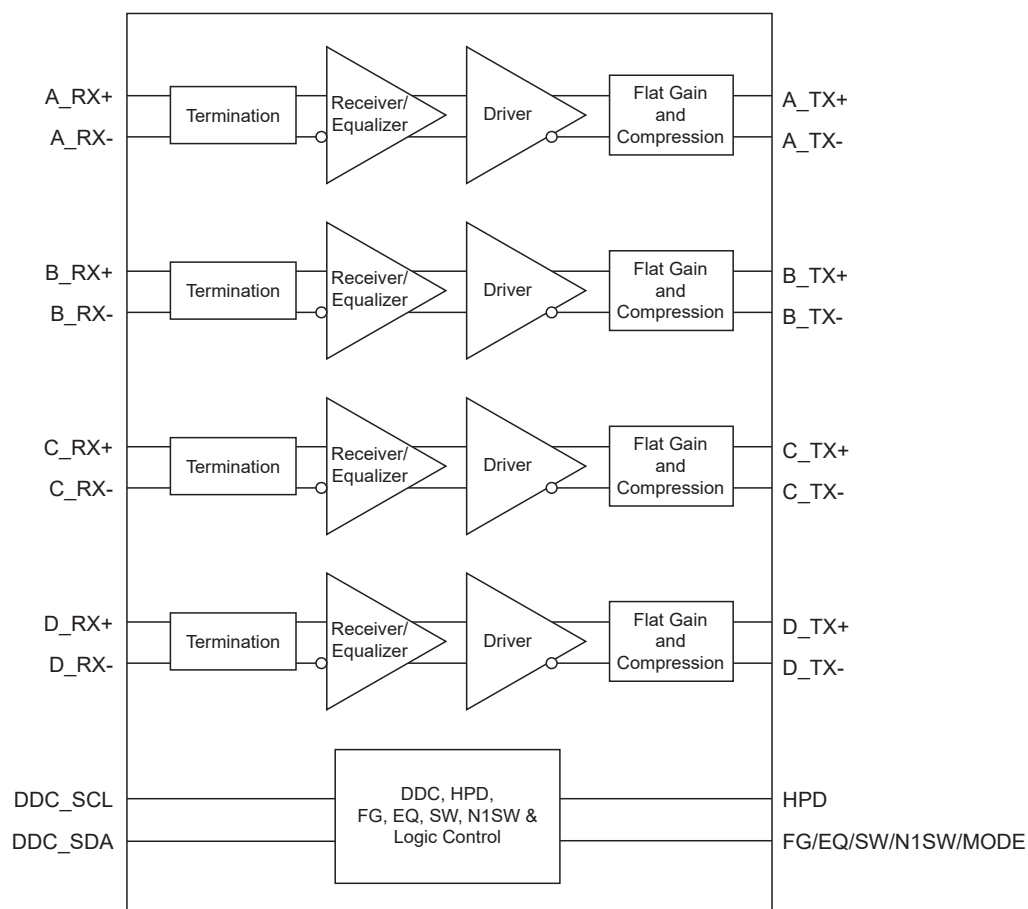 A_RX+
A_RX-
Termination
Receiver/
Equalizer
Driver
Flat Gain
and
Compression
A_TX+
A_TX-
B_RX+
B_RX-
Termination
Receiver/
Equalizer
Driver
Flat Gain
and
Compression
B_TX+
B_TX-
C_RX+
C_RX-
Termination
Receiver/
Equalizer
Driver
Flat Gain
and
Compression
C_TX+
C_TX-
D_RX+
D_RX-
Termination
Receiver/
Equalizer
Driver
Flat Gain
and
Compression
D_TX+
D_TX-
DDC_SCL
DDC_SDA
DDC, HPD,
FG, EQ, SW, N1SW &
Logic Control
HPD
FG/EQ/SW/N1SW/MODE